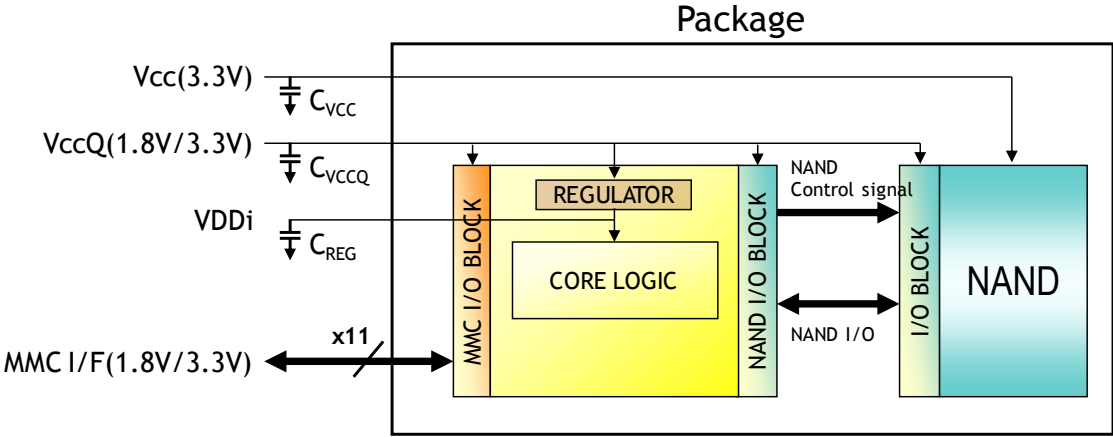 Package
Vcc(3.3V)
CVCC
VccQ(1.8V/3.3V)
CVCCQ
NAND
Control signal
REGULATOR
VDDi
CREG
CORE LOGIC
MMC I/O BLOCK
NAND I/O BLOCK
I/O BLOCK
NAND
NAND I/O
x11
MMC I/F(1.8V/3.3V)